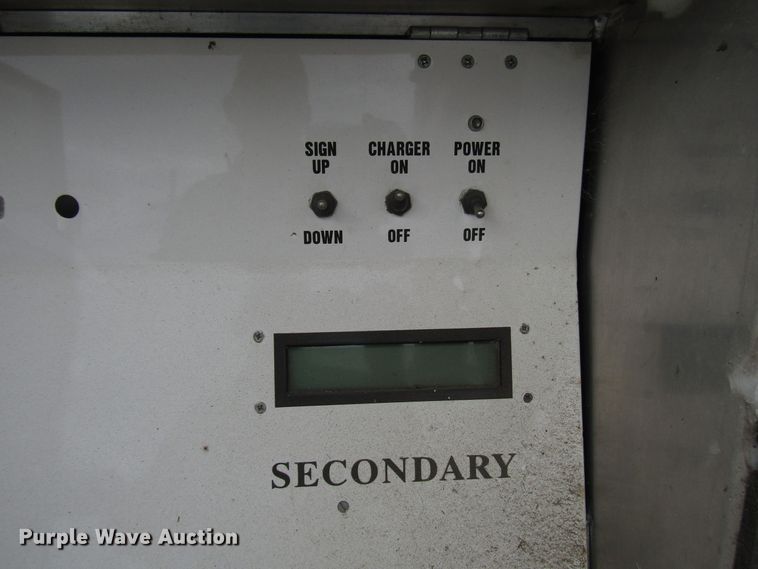 SIGN UP
CHARGER ON
POWER ON
DOWN
OFF
OFF
SECONDARY
Purple Wave Auction